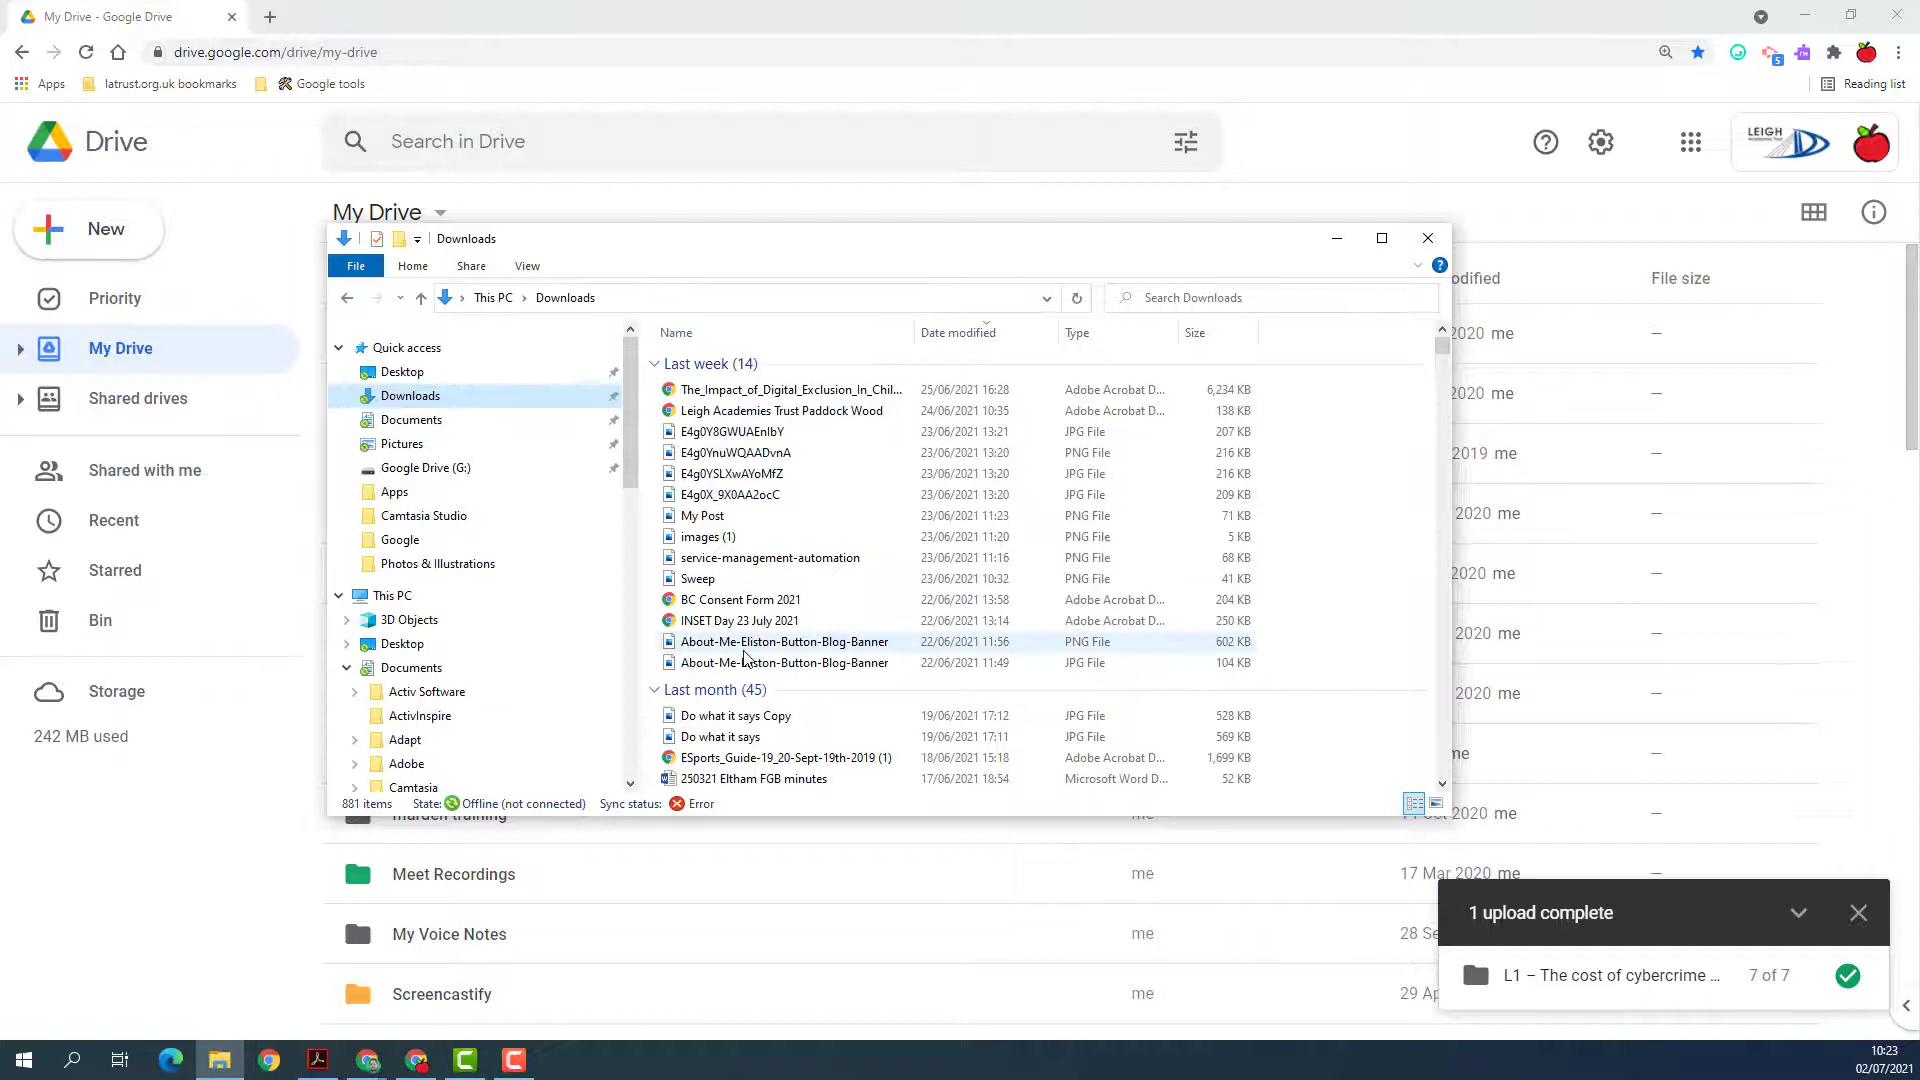 My Drive - Google Drive
drive.google.com/drive/my-drive
5
rw
Apps
latrust.org.uk bookmarks
Google tools
Reading list
Drive
Search in Drive
LEIGH
New
Priority
My Drive
Shared drives
Shared with me
Recent
Starred
Bin
Storage
242 MB used
My Drive
odified
File size
2020 me
—
2020 me
—
2019 me
—
2020 me
—
2020 me
—
2020 me
—
2020 me
—
me
—
2020 me
—
Meet Recordings
me
17 Mar 2020 me
—
My Voice Notes
me
28 Se
Screencastify
me
29 Ap
Downloads
File
Home
Share
View
This PC
Downloads
Search Downloads
Quick access
Desktop
Downloads
Documents
Pictures
Google Drive (G:)
Apps
Camtasia Studio
Google
Photos & Illustrations
This PC
3D Objects
Desktop
Documents
Activ Software
ActivInspire
Adapt
Adobe
Camtasia
Name Date modified Type Size
Last week (14)
The_Impact_of_Digital_Exclusion_In_Chil... 25/06/2021 16:28 Adobe Acrobat D... 6,234 KB
Leigh Academies Trust Paddock Wood 24/06/2021 10:35 Adobe Acrobat D... 138 KB
E4g0Y8GWUAEnIbY 23/06/2021 13:21 JPG File 207 KB
E4g0YnuWQAADvnA 23/06/2021 13:20 PNG File 216 KB
E4g0YSLXwAYoMfZ 23/06/2021 13:20 JPG File 216 KB
E4g0X_9X0AA2ocC 23/06/2021 13:20 JPG File 209 KB
My Post 23/06/2021 11:23 PNG File 71 KB
images (1) 23/06/2021 11:20 PNG File 5 KB
service-management-automation 23/06/2021 11:16 PNG File 68 KB
Sweep 23/06/2021 10:32 PNG File 41 KB
BC Consent Form 2021 22/06/2021 13:58 Adobe Acrobat D... 204 KB
INSET Day 23 July 2021 22/06/2021 13:14 Adobe Acrobat D... 250 KB
About-Me-Eliston-Button-Blog-Banner 22/06/2021 11:56 PNG File 602 KB
About-Me-Eliston-Button-Blog-Banner 22/06/2021 11:49 JPG File 104 KB
Last month (45)
Do what it says Copy 19/06/2021 17:12 JPG File 528 KB
Do what it says 19/06/2021 17:11 JPG File 569 KB
ESports_Guide-19_20-Sept-19th-2019 (1) 18/06/2021 15:18 Adobe Acrobat D... 1,699 KB
250321 Eltham FGB minutes 17/06/2021 18:54 Microsoft Word D... 52 KB
881 items State: Offline (not connected) Sync status: Error
1 upload complete
L1 – The cost of cybercrime ... 7 of 7
10:23
02/07/2021